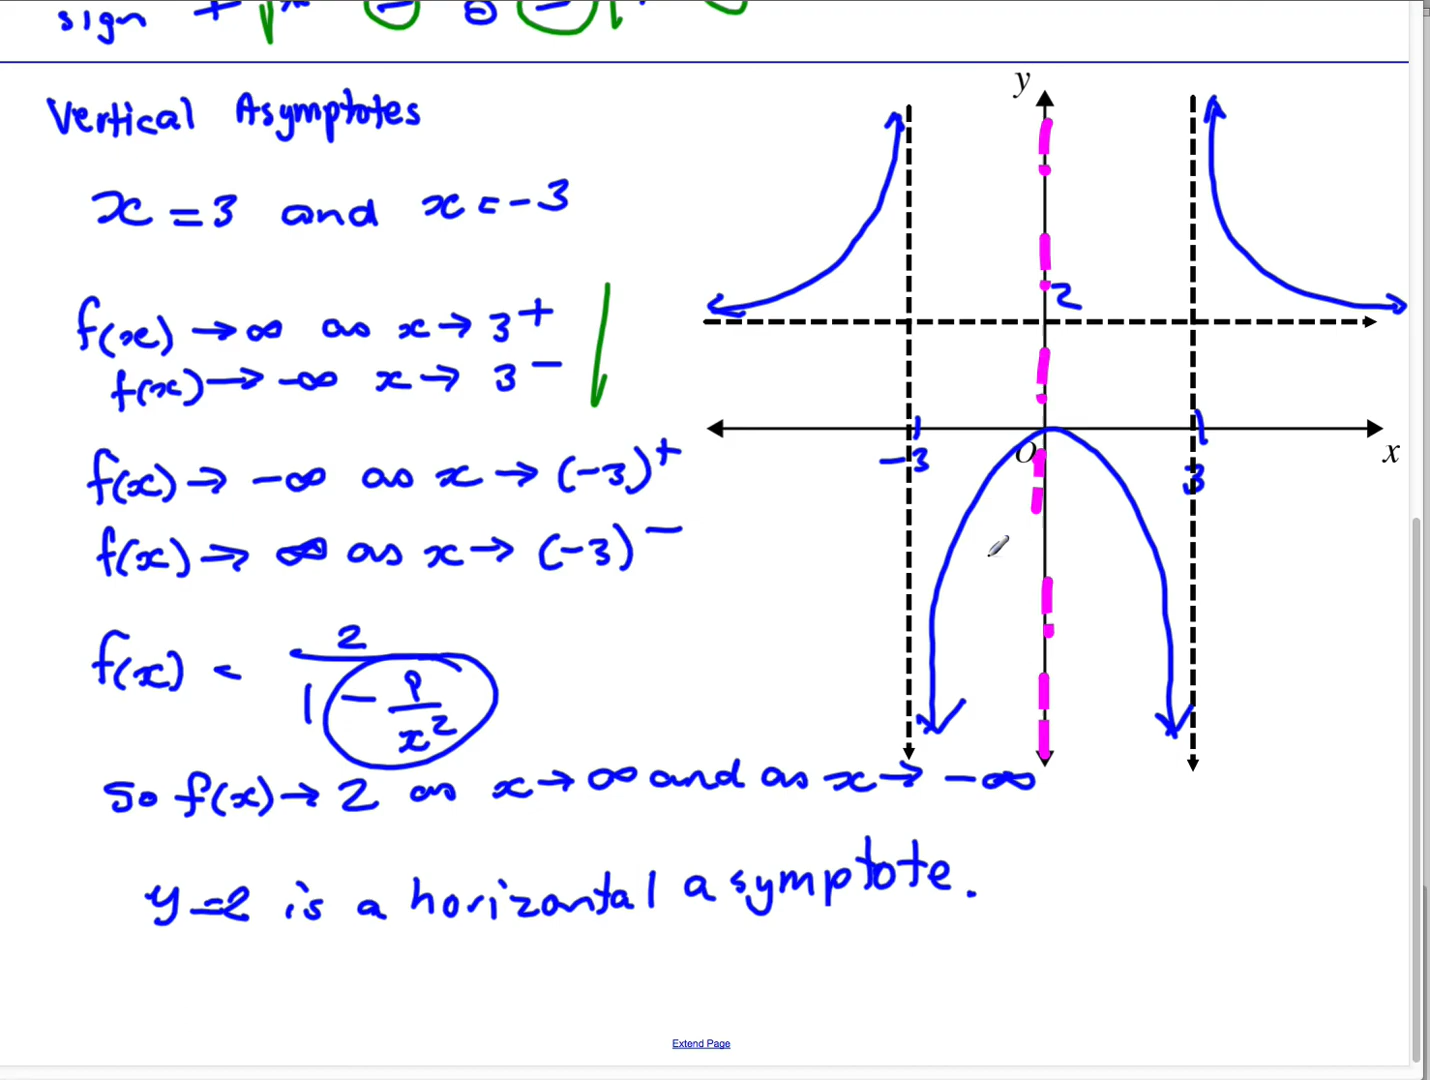 sign +
Vertical Asymptotes
x = 3 and x = -3
f(x) → ∞ as x → 3⁺
f(x) → -∞ x → 3⁻
f(x) → -∞ as x → (-3)⁺
f(x) → ∞ as x → (-3)⁻
f(x) = 2 / (1 - 9/x²)
So f(x) → 2 as x → ∞ and as x → -∞
y = 2 is a horizontal asymptote.
y
2
-3
O
3
x
Extend Page